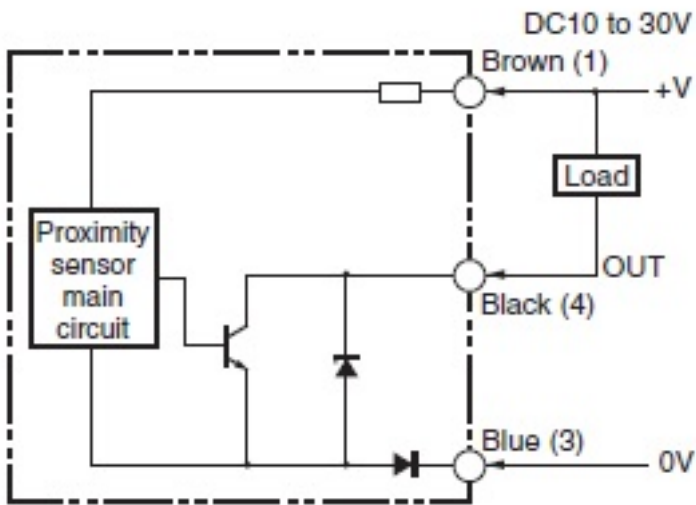 DC10 to 30V
Brown (1)
+V
Load
Proximity
sensor
main
circuit
OUT
Black (4)
Blue (3)
0V